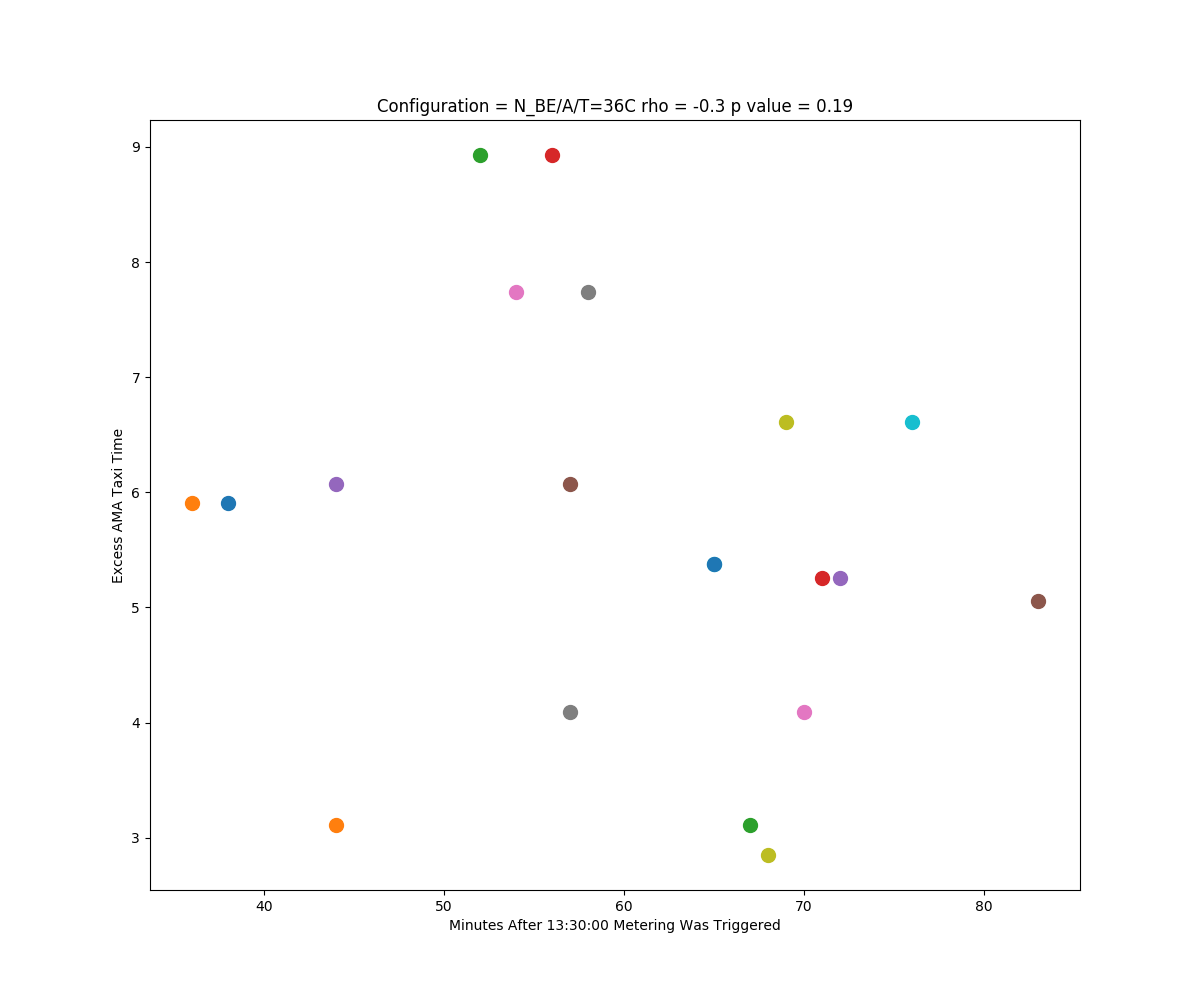 Configuration = N_BE/A/T=36C rho = -0.3 p value = 0.19
9
8
7
6
5
4
3
Excess AMA Taxi Time
40 50 60 70 80
Minutes After 13:30:00 Metering Was Triggered